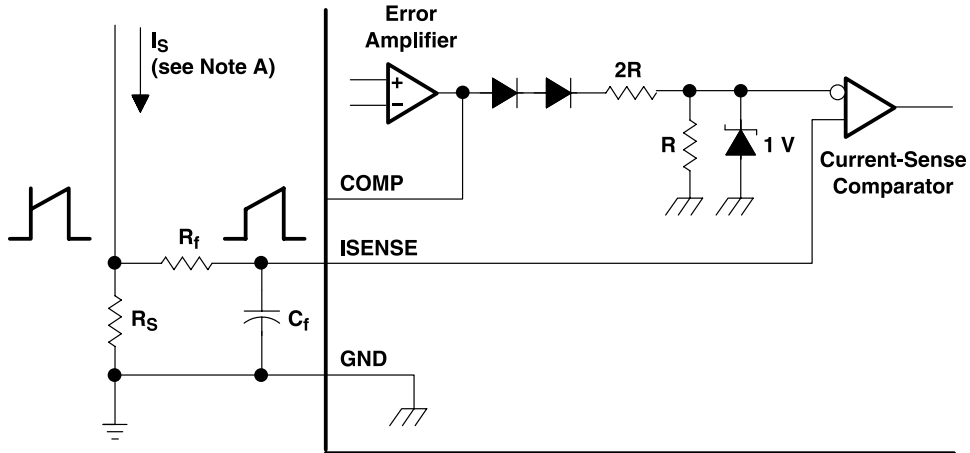 Error
Amplifier
I_S
(see Note A)
+
−
2R
R
1 V
Current-Sense
Comparator
COMP
R_f
ISENSE
R_S
C_f
GND